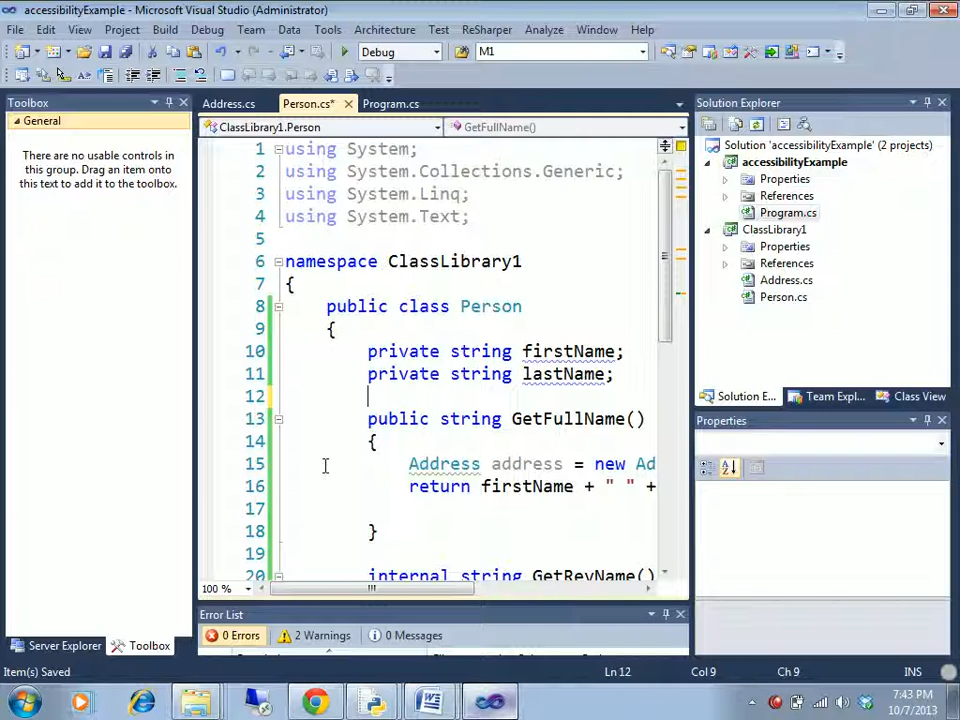 accessibilityExample - Microsoft Visual Studio (Administrator)
File Edit View Project Build Debug Team Data Tools Architecture Test ReSharper Analyze Window Help
Debug M1
Toolbox
General
There are no usable controls in
this group. Drag an item onto
this text to add it to the toolbox.
Server Explorer Toolbox
Address.cs Person.cs* Program.cs
ClassLibrary1.Person GetFullName()
1 using System;
2 using System.Collections.Generic;
3 using System.Linq;
4 using System.Text;
5
6 namespace ClassLibrary1
7 {
8 public class Person
9 {
10 private string firstName;
11 private string lastName;
12
13 public string GetFullName()
14 {
15 Address address = new Ad
16 return firstName + " " +
17
18 }
19
20 internal string GetRevName()
100 %
Error List
0 Errors 2 Warnings 0 Messages
Solution Explorer
Solution 'accessibilityExample' (2 projects)
accessibilityExample
Properties
References
Program.cs
ClassLibrary1
Properties
References
Address.cs
Person.cs
Solution E... Team Expl... Class View
Properties
Item(s) Saved Ln 12 Col 9 Ch 9 INS
7:43 PM
10/7/2013